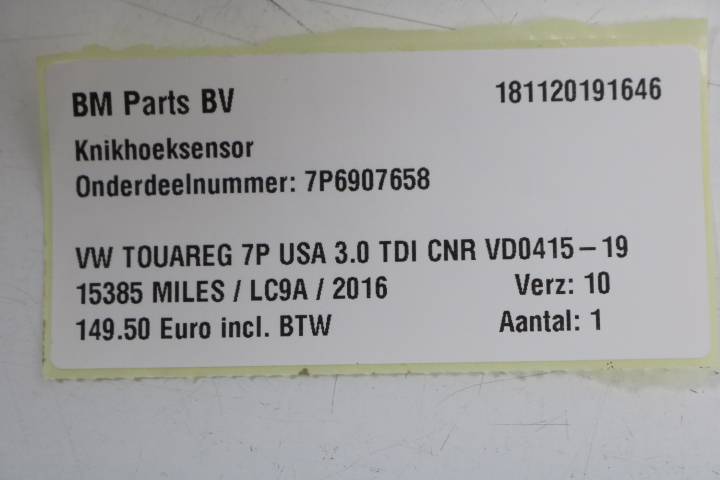 BM Parts BV 181120191646
Knikhoeksensor
Onderdeelnummer: 7P6907658
VW TOUAREG 7P USA 3.0 TDI CNR VD0415-19
15385 MILES / LC9A / 2016 Verz: 10
149.50 Euro incl. BTW Aantal: 1